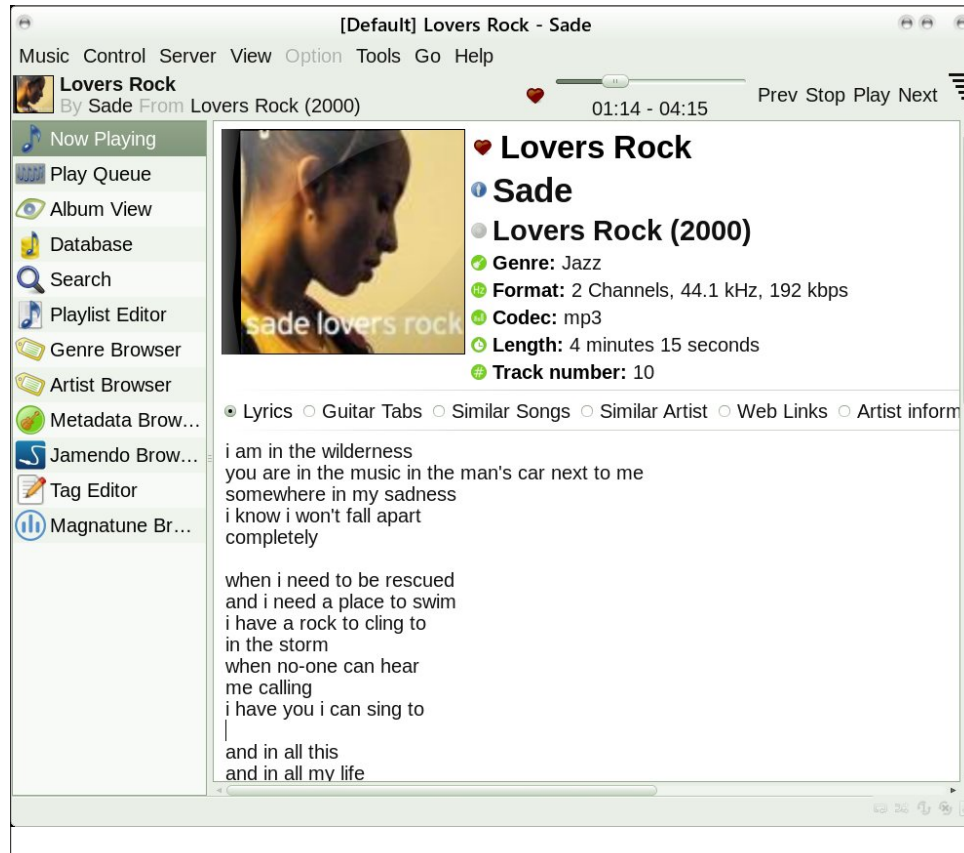 [Default] Lovers Rock - Sade
Music Control Server View Option Tools Go Help
Lovers Rock
By Sade From Lovers Rock (2000)
01:14 - 04:15
Prev Stop Play Next
Now Playing
Play Queue
Album View
Database
Search
Playlist Editor
Genre Browser
Artist Browser
Metadata Brow...
Jamendo Brow...
Tag Editor
Magnatune Br...
sade lovers rock
Lovers Rock
Sade
Lovers Rock (2000)
Genre: Jazz
Hz Format: 2 Channels, 44.1 kHz, 192 kbps
Codec: mp3
Length: 4 minutes 15 seconds
# Track number: 10
Lyrics Guitar Tabs Similar Songs Similar Artist Web Links Artist inform
i am in the wilderness
you are in the music in the man's car next to me
somewhere in my sadness
i know i won't fall apart
completely
when i need to be rescued
and i need a place to swim
i have a rock to cling to
in the storm
when no-one can hear
me calling
i have you i can sing to
and in all this
and in all my life